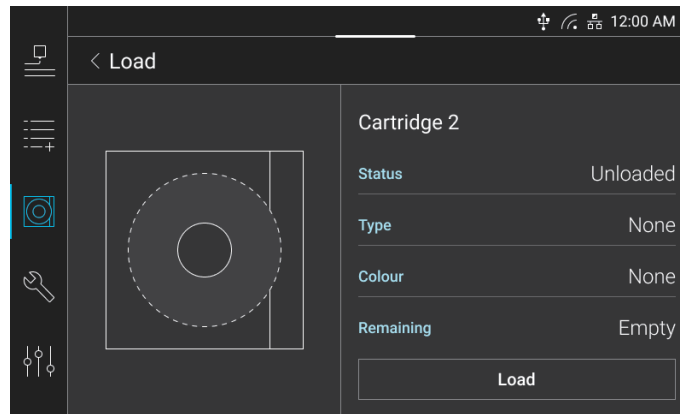 12:00 AM
< Load
Cartridge 2
Status Unloaded
Type None
Colour None
Remaining Empty
Load